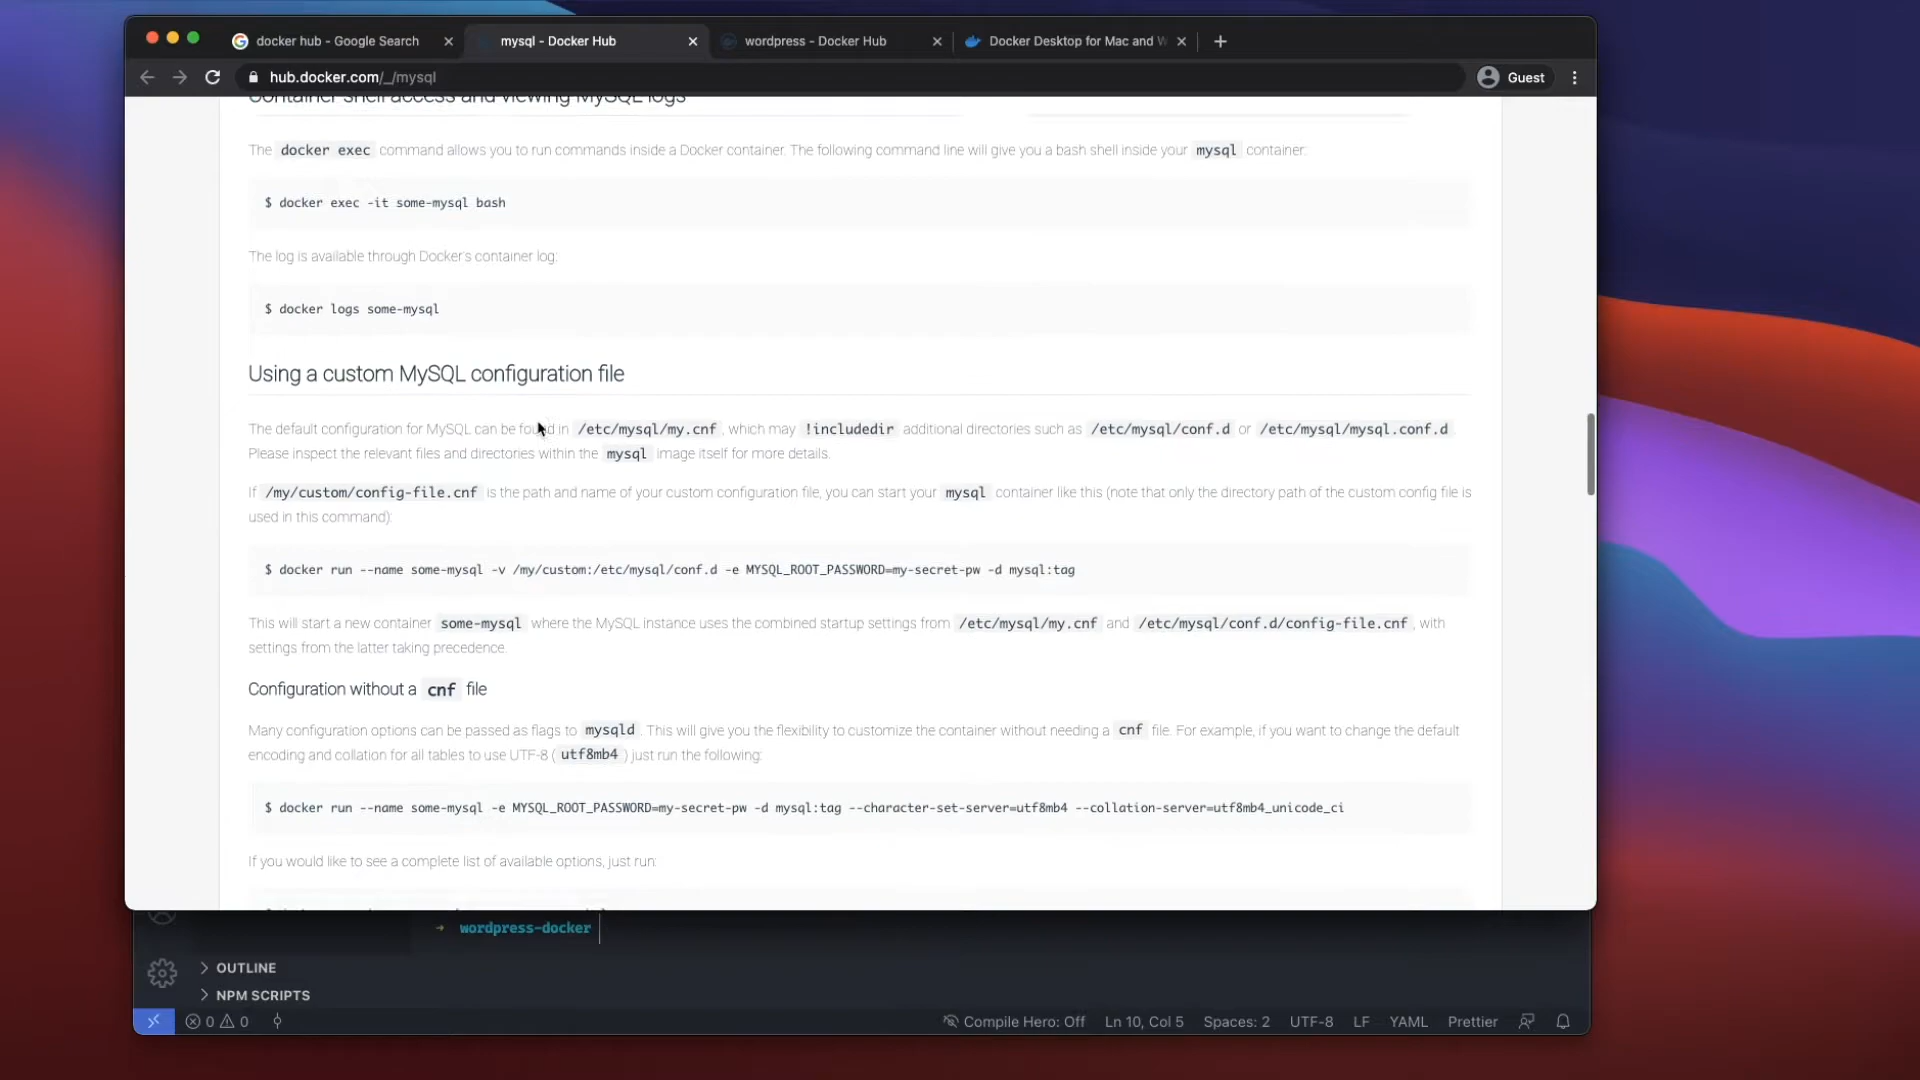 docker hub - Google Search
mysql - Docker Hub
wordpress - Docker Hub
Docker Desktop for Mac and W
hub.docker.com/_/mysql
Guest
Container shell access and viewing MySQL logs
The docker exec command allows you to run commands inside a Docker container. The following command line will give you a bash shell inside your mysql container:
$ docker exec -it some-mysql bash
The log is available through Docker's container log:
$ docker logs some-mysql
Using a custom MySQL configuration file
The default configuration for MySQL can be found in /etc/mysql/my.cnf , which may !includedir additional directories such as /etc/mysql/conf.d or /etc/mysql/mysql.conf.d
Please inspect the relevant files and directories within the mysql image itself for more details.
If /my/custom/config-file.cnf is the path and name of your custom configuration file, you can start your mysql container like this (note that only the directory path of the custom config file is
used in this command):
$ docker run --name some-mysql -v /my/custom:/etc/mysql/conf.d -e MYSQL_ROOT_PASSWORD=my-secret-pw -d mysql:tag
This will start a new container some-mysql where the MySQL instance uses the combined startup settings from /etc/mysql/my.cnf and /etc/mysql/conf.d/config-file.cnf , with
settings from the latter taking precedence.
Configuration without a cnf file
Many configuration options can be passed as flags to mysqld . This will give you the flexibility to customize the container without needing a cnf file. For example, if you want to change the default
encoding and collation for all tables to use UTF-8 ( utf8mb4 ) just run the following:
$ docker run --name some-mysql -e MYSQL_ROOT_PASSWORD=my-secret-pw -d mysql:tag --character-set-server=utf8mb4 --collation-server=utf8mb4_unicode_ci
If you would like to see a complete list of available options, just run:
→ wordpress-docker
OUTLINE
NPM SCRIPTS
0 0
Compile Hero: Off Ln 10, Col 5 Spaces: 2 UTF-8 LF YAML Prettier